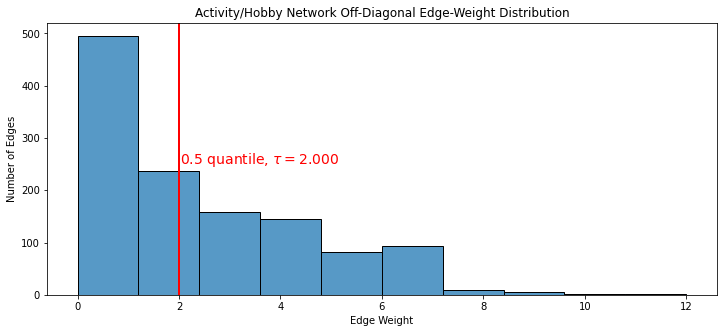 Activity/Hobby Network Off-Diagonal Edge-Weight Distribution
Number of Edges
500
400
300
200
100
0
0.5 quantile, τ = 2.000
0 2 4 6 8 10 12
Edge Weight